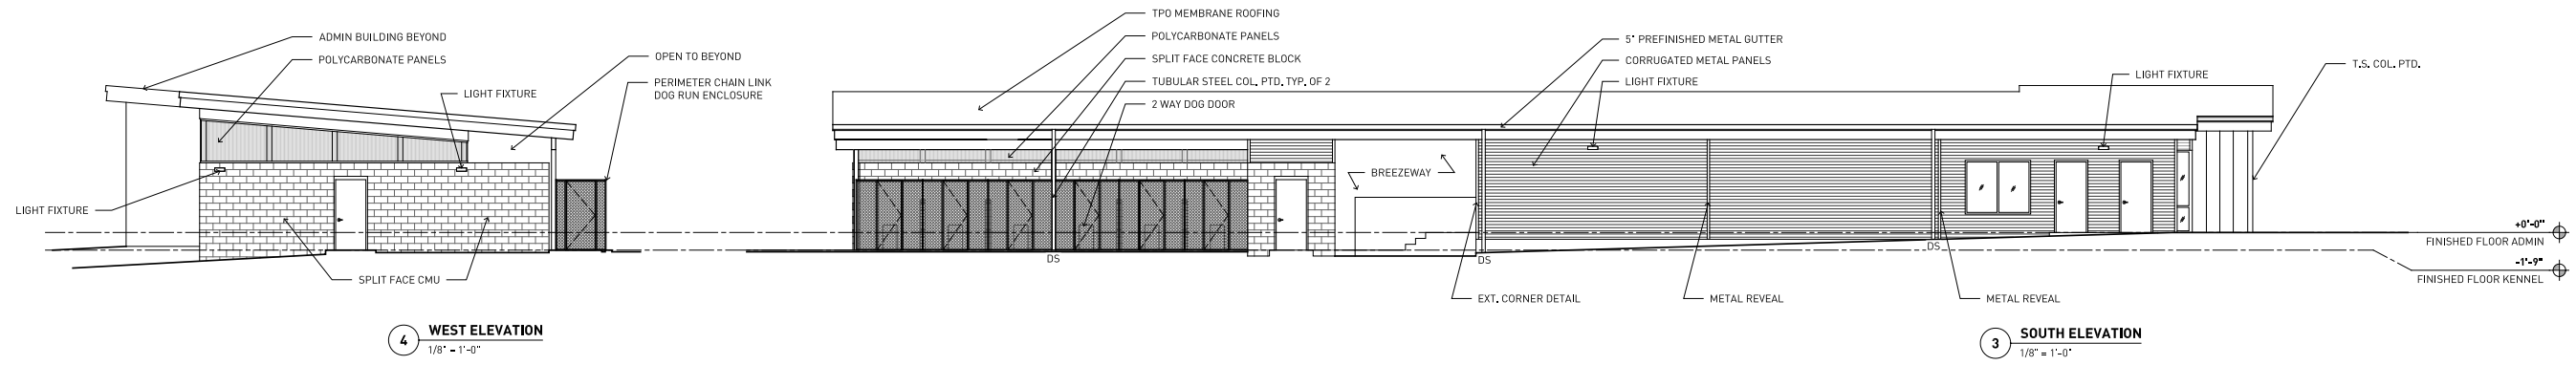 ADMIN BUILDING BEYOND
POLYCARBONATE PANELS
OPEN TO BEYOND
PERIMETER CHAIN LINK
DOG RUN ENCLOSURE
LIGHT FIXTURE
LIGHT FIXTURE
SPLIT FACE CMU
4 WEST ELEVATION
1/8" = 1'-0"
TPO MEMBRANE ROOFING
POLYCARBONATE PANELS
SPLIT FACE CONCRETE BLOCK
TUBULAR STEEL COL. PTD. TYP. OF 2
2 WAY DOG DOOR
5" PREFINISHED METAL GUTTER
CORRUGATED METAL PANELS
LIGHT FIXTURE
LIGHT FIXTURE
T.S. COL. PTD.
BREEZEWAY
DS
DS
DS
EXT. CORNER DETAIL
METAL REVEAL
METAL REVEAL
+0'-0"
FINISHED FLOOR ADMIN
-1'-9"
FINISHED FLOOR KENNEL
3 SOUTH ELEVATION
1/8" = 1'-0"